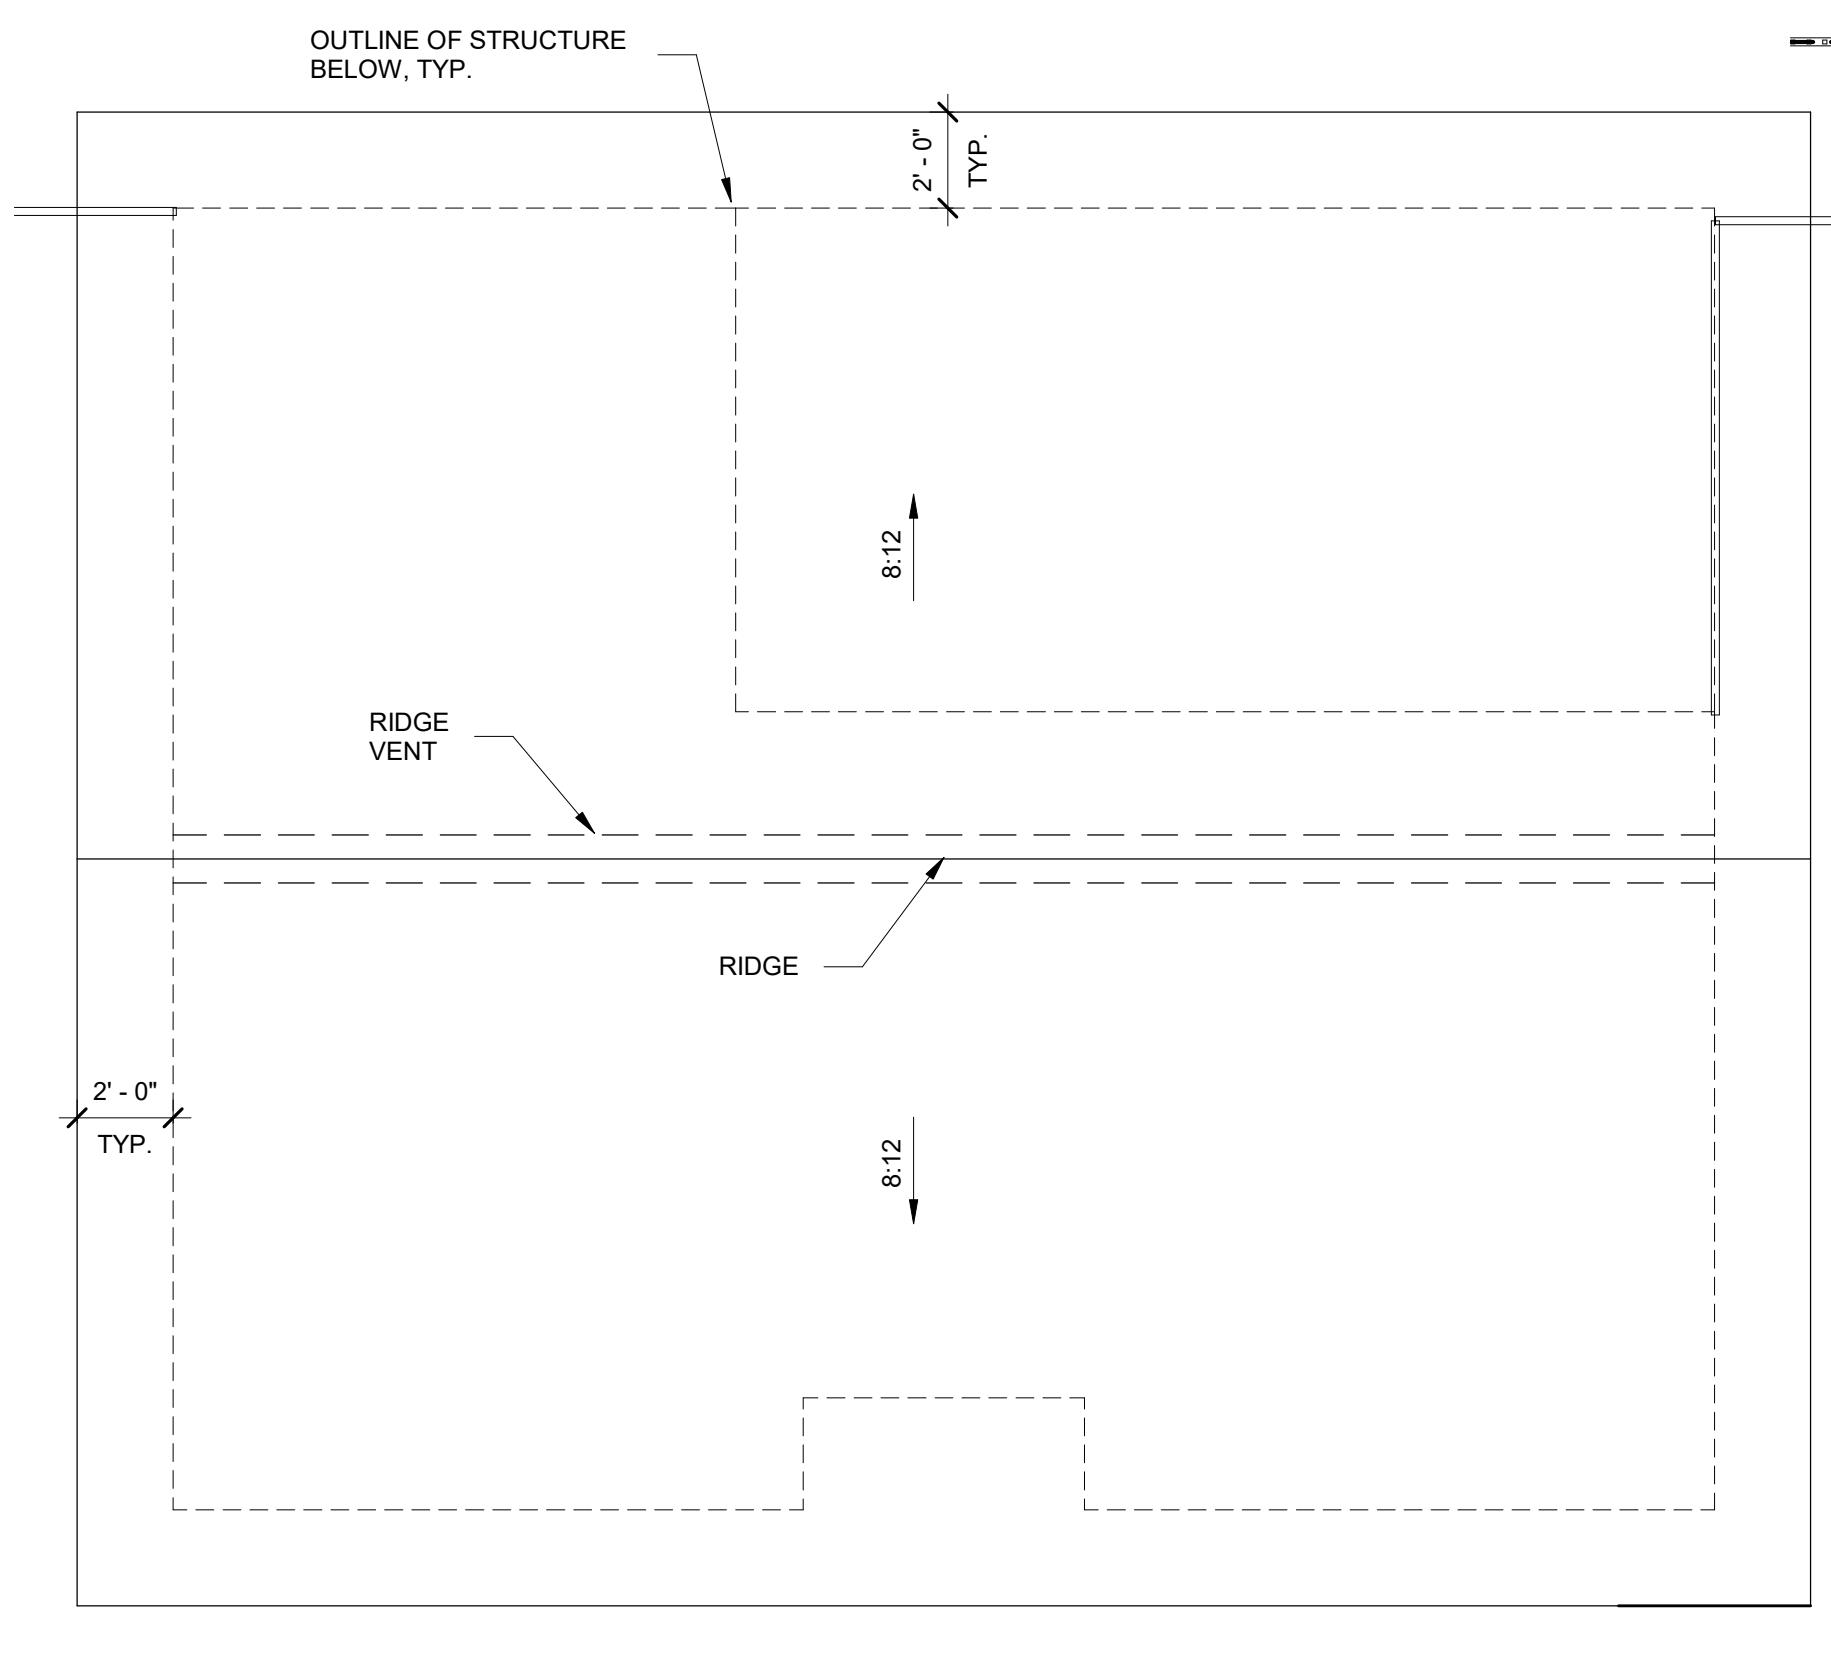 OUTLINE OF STRUCTURE
BELOW, TYP.
2' - 0"
TYP.
8:12
RIDGE
VENT
RIDGE
2' - 0"
TYP.
8:12